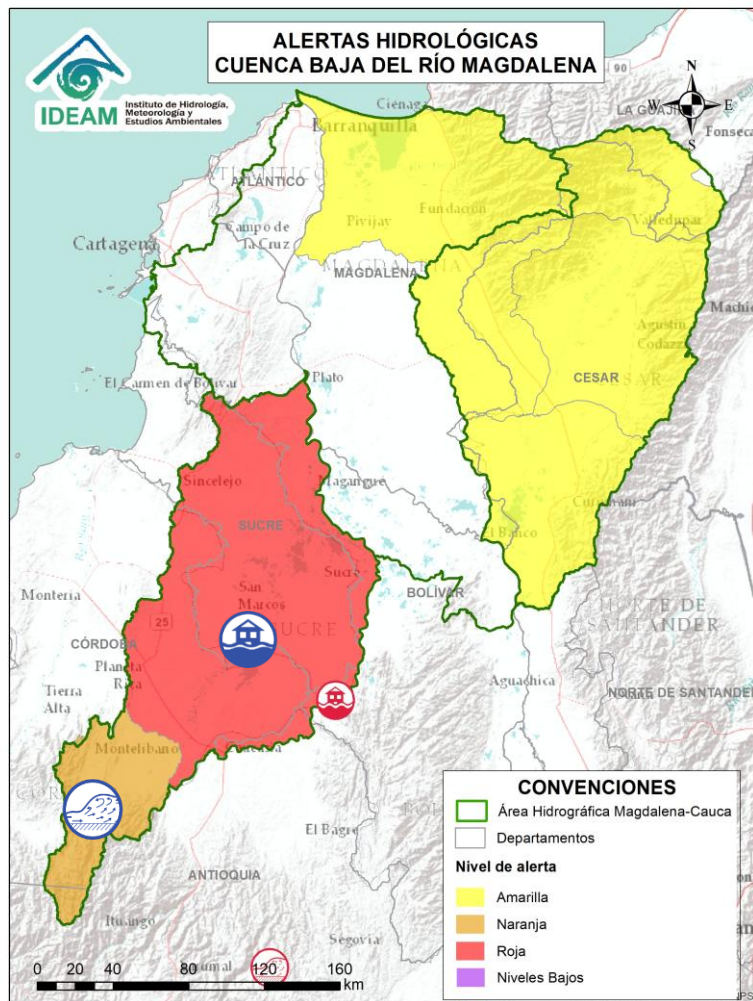 ALERTAS HIDROLÓGICAS
CUENCA BAJA DEL RÍO MAGDALENA
IDEAM
Instituto de Hidrología,
Meteorología y
Estudios Ambientales
90
N
W
E
S
Ciénaga
LA GUAJI
Fonseca
Barranquilla
ATLÁNTICO
Campo de
la Cruz
Pivijay
Fundación
Valledupar
Cartagena
MAGDALENA
Agustín
Codazzi
CESAR
El Carmen de Bolívar
Plato
Sincelejo
Magangue
SUCRE
El Banco
Sucre
San
Marcos
BOLÍVAR
SUCRE
NORTE DE
SANTANDER
Montería
25
CÓRDOBA
Planeta
Rica
Tierra
Alta
Aguachica
NORTE DE SANTANDER
Montelíbano
El Bagre
ANTIOQUIA
Ituango
Segovia
CONVENCIONES
Área Hidrográfica Magdalena-Cauca
Departamentos
Nivel de alerta
Amarilla
Naranja
Roja
Niveles Bajos
0 20 40 80 120 160
km